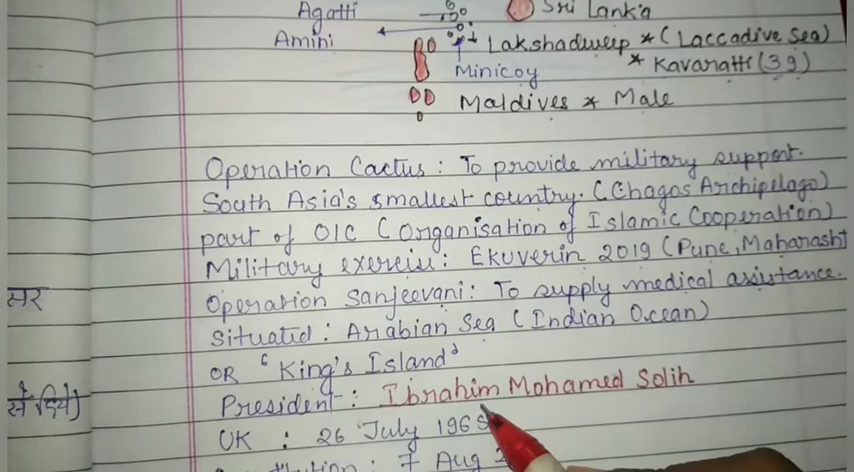 Agatti
Sri Lanka
Amini
Lakshadweep * (Laccadive Sea)
Minicoy
* Kavaratti (39)
Maldives * Male
Operation Cactus: To provide military support.
South Asia's smallest country. (Chagos Archipelago)
part of OIC (Organisation of Islamic Cooperation)
Military exercise: Ekuverin 2019 (Pune, Maharasht
सर
Operation Sanjeevani: To supply medical assistance.
situated: Arabian Sea (Indian Ocean)
OR "King's Island"
President: Ibrahim Mohamed Solih
UK : 26 July 1965
: 7 Aug